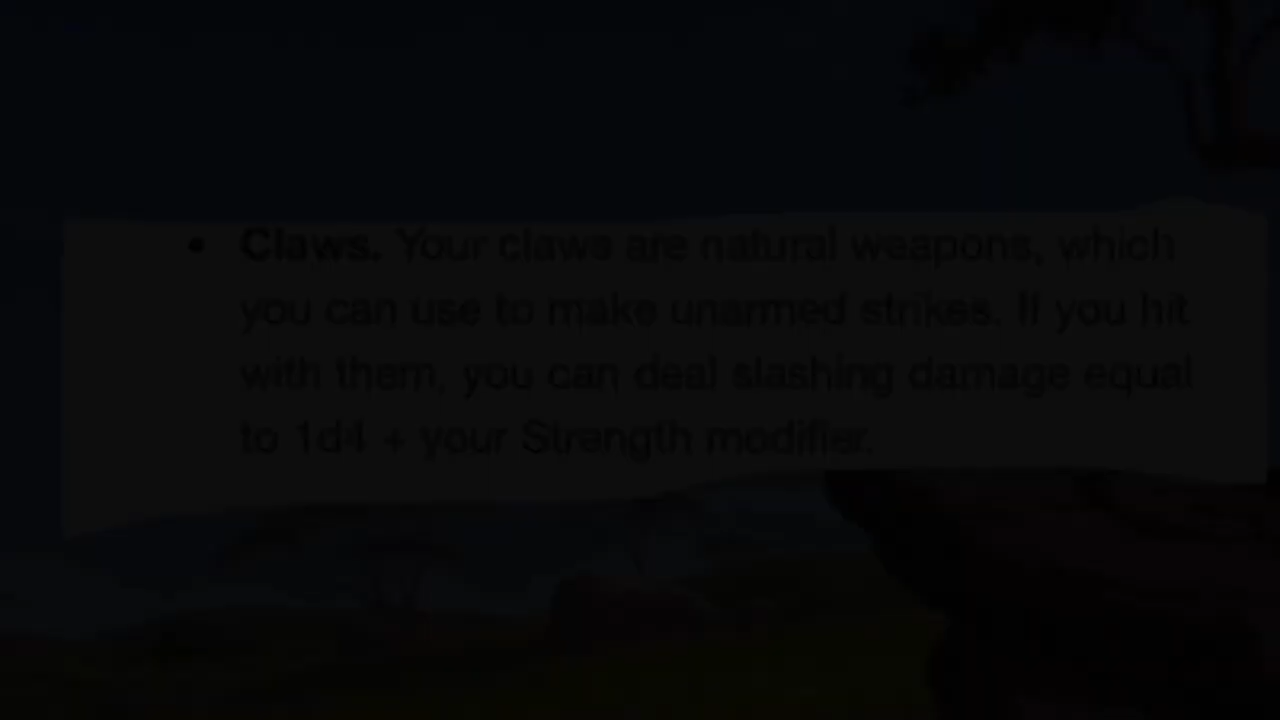 • Claws. Your claws are natural weapons, which
you can use to make unarmed strikes. If you hit
with them, you can deal slashing damage equal
to 1d4 + your Strength modifier.